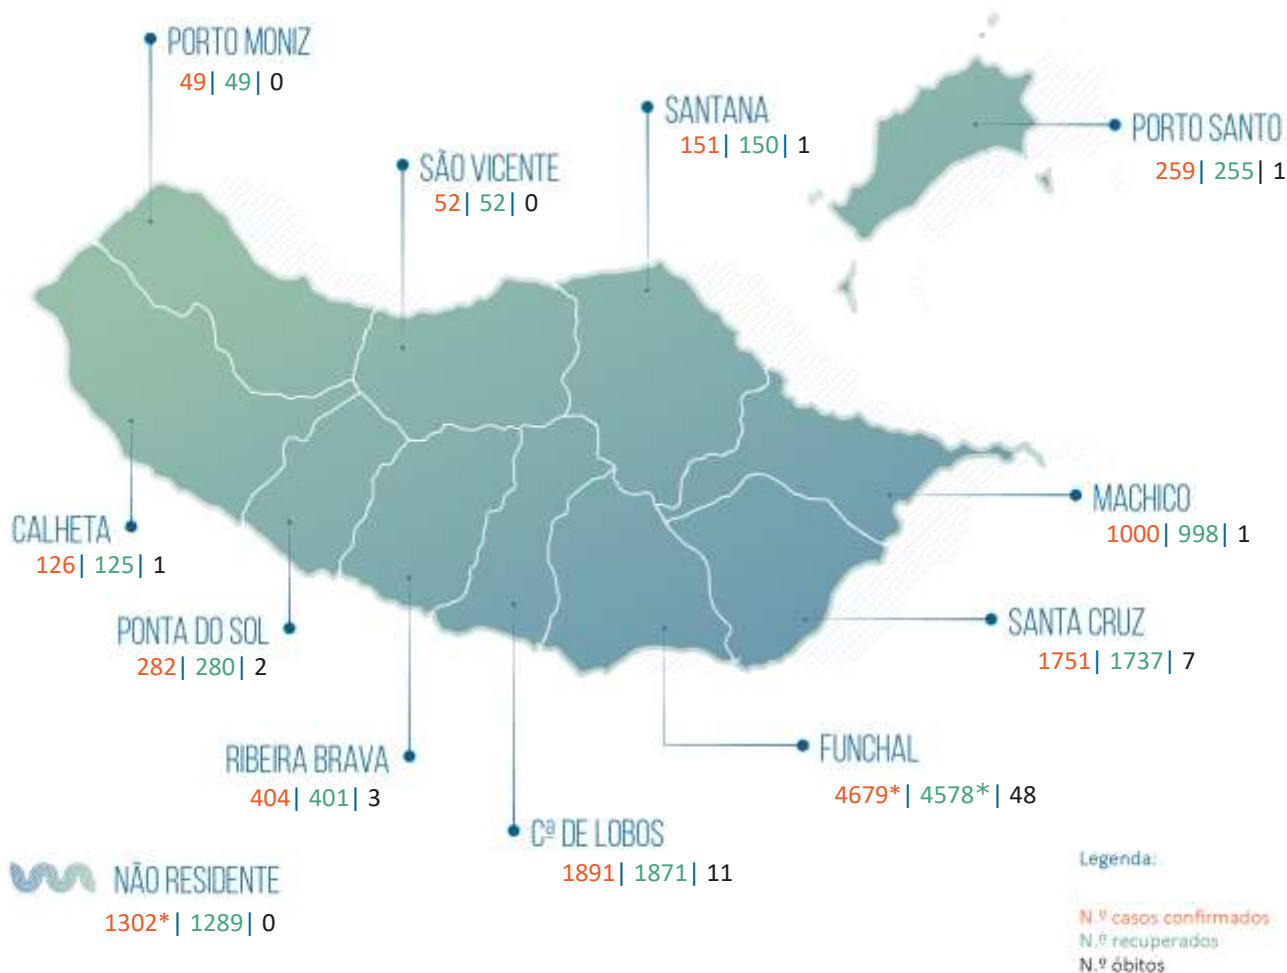 PORTO MONIZ
49| 49| 0
SANTANA
151| 150| 1
PORTO SANTO
259| 255| 1
SÃO VICENTE
52| 52| 0
MACHICO
1000| 998| 1
CALHETA
126| 125| 1
SANTA CRUZ
1751| 1737| 7
PONTA DO SOL
282| 280| 2
FUNCHAL
4679*| 4578*| 48
RIBEIRA BRAVA
404| 401| 3
Cª DE LOBOS
1891| 1871| 11
NÃO RESIDENTE
1302*| 1289| 0
Legenda:
N.º casos confirmados
N.º recuperados
N.º óbitos